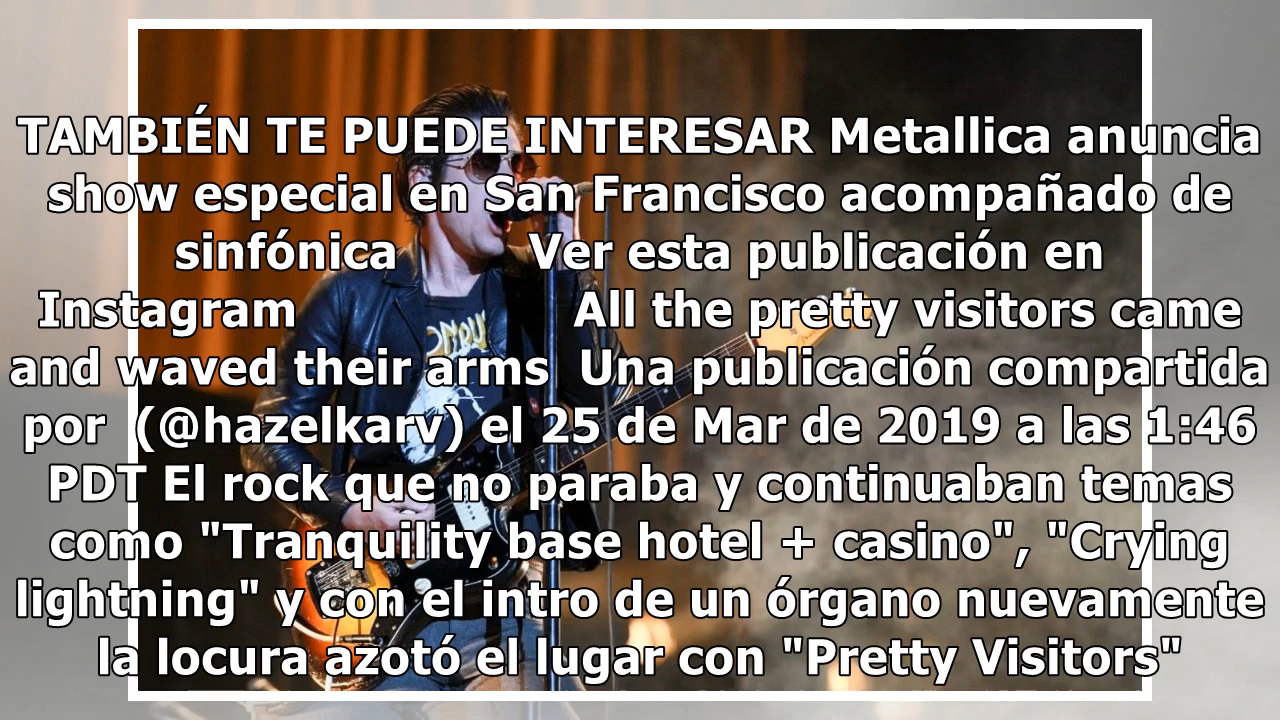 TAMBIÉN TE PUEDE INTERESAR Metallica anuncia
show especial en San Francisco acompañado de
sinfónica Ver esta publicación en
Instagram All the pretty visitors came
and waved their arms Una publicación compartida
por (@hazelkarv) el 25 de Mar de 2019 a las 1:46
PDT El rock que no paraba y continuaban temas
como "Tranquility base hotel + casino", "Crying
lightning" y con el intro de un órgano nuevamente
la locura azotó el lugar con "Pretty Visitors"